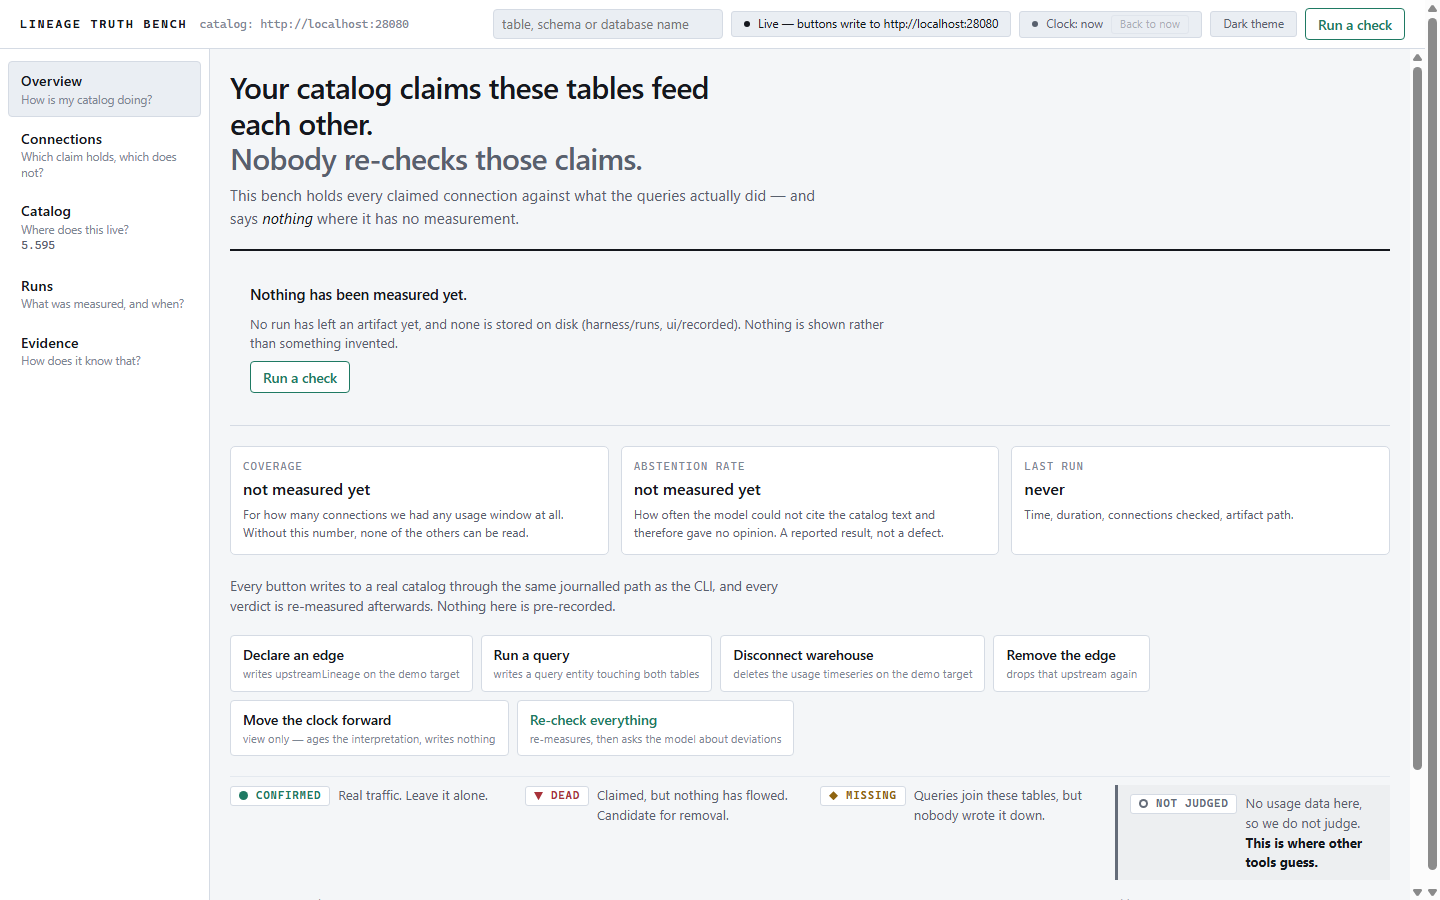 LINEAGE TRUTH BENCH catalog: http://localhost:28080
table, schema or database name
Live — buttons write to http://localhost:28080
Clock: now Back to now
Dark theme
Run a check
Overview
How is my catalog doing?
Connections
Which claim holds, which does
not?
Catalog
Where does this live?
5.595
Runs
What was measured, and when?
Evidence
How does it know that?
Your catalog claims these tables feed
each other.
Nobody re-checks those claims.
This bench holds every claimed connection against what the queries actually did — and
says nothing where it has no measurement.
Nothing has been measured yet.
No run has left an artifact yet, and none is stored on disk (harness/runs, ui/recorded). Nothing is shown rather
than something invented.
Run a check
COVERAGE
not measured yet
For how many connections we had any usage window at all.
Without this number, none of the others can be read.
ABSTENTION RATE
not measured yet
How often the model could not cite the catalog text and
therefore gave no opinion. A reported result, not a defect.
LAST RUN
never
Time, duration, connections checked, artifact path.
Every button writes to a real catalog through the same journalled path as the CLI, and every
verdict is re-measured afterwards. Nothing here is pre-recorded.
Declare an edge
writes upstreamLineage on the demo target
Run a query
writes a query entity touching both tables
Disconnect warehouse
deletes the usage timeseries on the demo target
Remove the edge
drops that upstream again
Move the clock forward
view only — ages the interpretation, writes nothing
Re-check everything
re-measures, then asks the model about deviations
CONFIRMED
Real traffic. Leave it alone.
DEAD
Claimed, but nothing has flowed.
Candidate for removal.
MISSING
Queries join these tables, but
nobody wrote it down.
NOT JUDGED
No usage data here,
so we do not judge.
This is where other
tools guess.